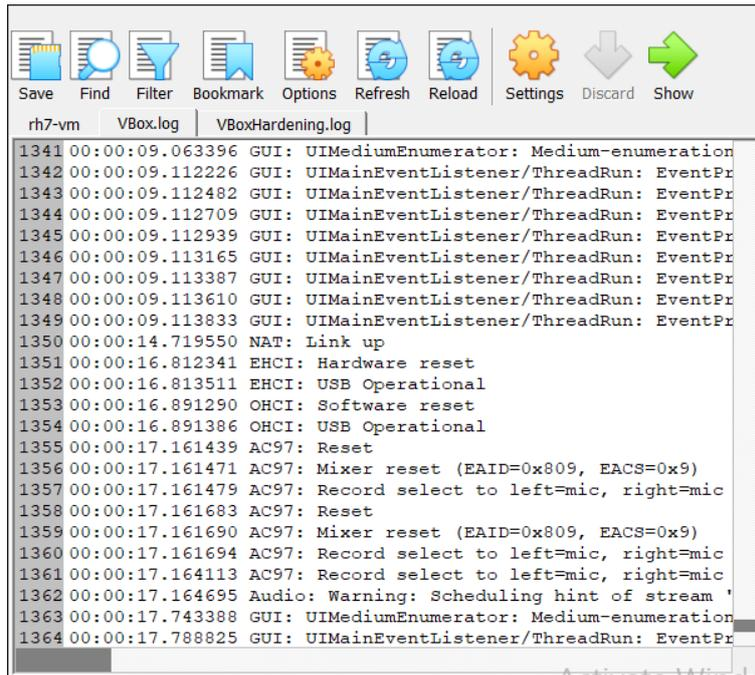 Save Find Filter Bookmark Options Refresh Reload Settings Discard Show
rh7-vm VBox.log VBoxHardening.log
1341 00:00:09.063396 GUI: UIMediumEnumerator: Medium-enumeration
1342 00:00:09.112226 GUI: UIMainEventListener/ThreadRun: EventPr
1343 00:00:09.112482 GUI: UIMainEventListener/ThreadRun: EventPr
1344 00:00:09.112709 GUI: UIMainEventListener/ThreadRun: EventPr
1345 00:00:09.112939 GUI: UIMainEventListener/ThreadRun: EventPr
1346 00:00:09.113165 GUI: UIMainEventListener/ThreadRun: EventPr
1347 00:00:09.113387 GUI: UIMainEventListener/ThreadRun: EventPr
1348 00:00:09.113610 GUI: UIMainEventListener/ThreadRun: EventPr
1349 00:00:09.113833 GUI: UIMainEventListener/ThreadRun: EventPr
1350 00:00:14.719550 NAT: Link up
1351 00:00:16.812341 EHCI: Hardware reset
1352 00:00:16.813511 EHCI: USB Operational
1353 00:00:16.891290 OHCI: Software reset
1354 00:00:16.891386 OHCI: USB Operational
1355 00:00:17.161439 AC97: Reset
1356 00:00:17.161471 AC97: Mixer reset (EAID=0x809, EACS=0x9)
1357 00:00:17.161479 AC97: Record select to left=mic, right=mic
1358 00:00:17.161683 AC97: Reset
1359 00:00:17.161690 AC97: Mixer reset (EAID=0x809, EACS=0x9)
1360 00:00:17.161694 AC97: Record select to left=mic, right=mic
1361 00:00:17.164113 AC97: Record select to left=mic, right=mic
1362 00:00:17.164695 Audio: Warning: Scheduling hint of stream '
1363 00:00:17.743388 GUI: UIMediumEnumerator: Medium-enumeration
1364 00:00:17.788825 GUI: UIMainEventListener/ThreadRun: EventPr